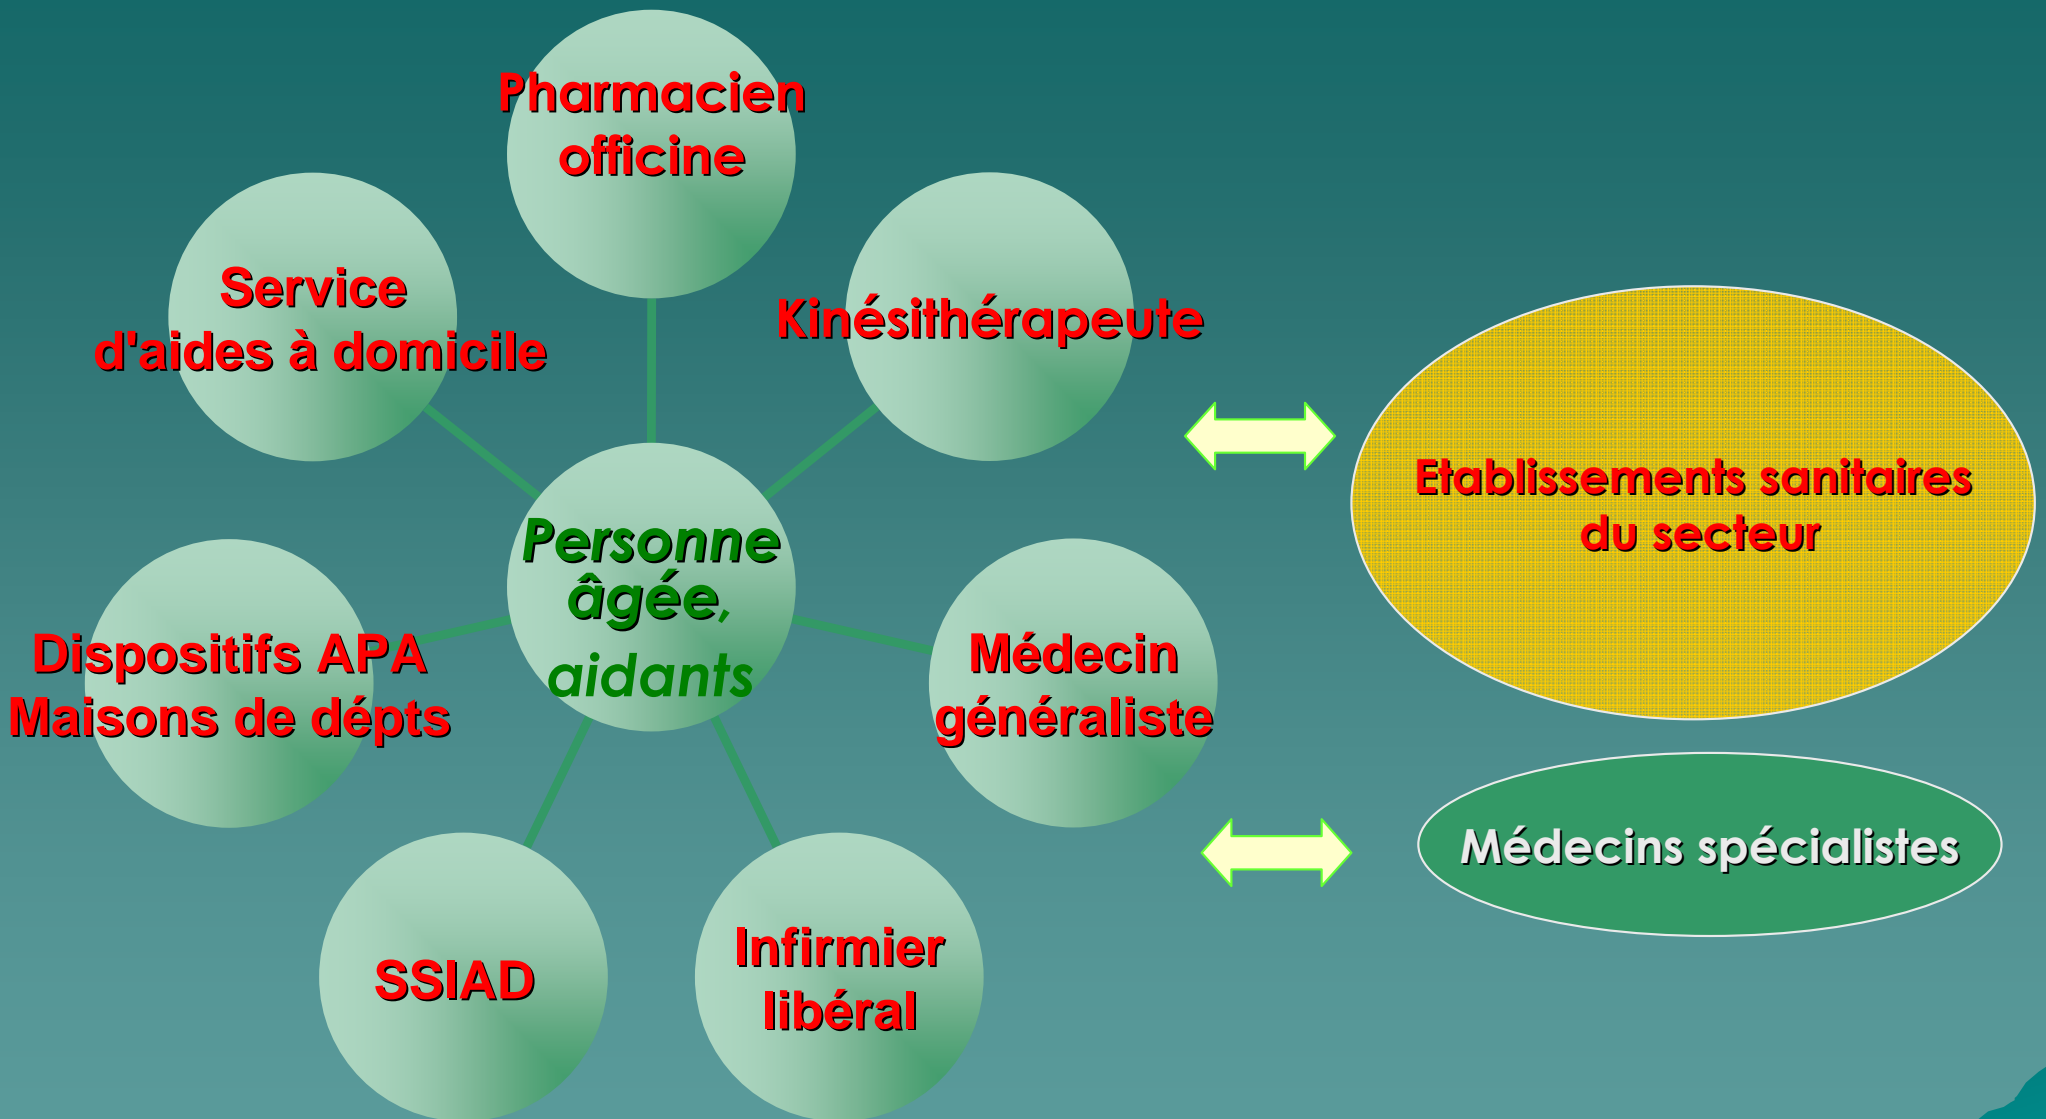 Pharmacien
officine
Service
d'aides à domicile
Kinésithérapeute
Etablissements sanitaires
du secteur
Personne
âgée,
aidants
Dispositifs APA
Maisons de dépts
Médecin
généraliste
Médecins spécialistes
SSIAD
Infirmier
libéral